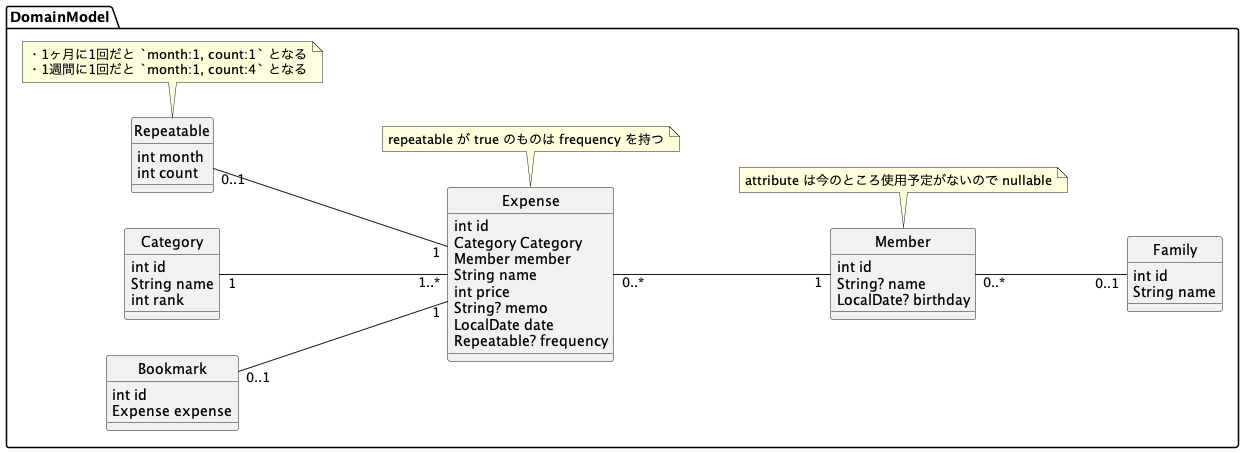 DomainModel
・1ヶ月に1回だと `month:1, count:1` となる
・1週間に1回だと `month:1, count:4` となる
Repeatable
int month
int count
0..1
repeatable が true のものは frequency を持つ
Expense
int id
Category Category
Member member
String name
int price
String? memo
LocalDate date
Repeatable? frequency
1
1..*
1
0..*
Category
int id
String name
int rank
1
Bookmark
int id
Expense expense
0..1
attribute は今のところ使用予定がないので nullable
Member
int id
String? name
LocalDate? birthday
1
0..*
Family
int id
String name
0..1